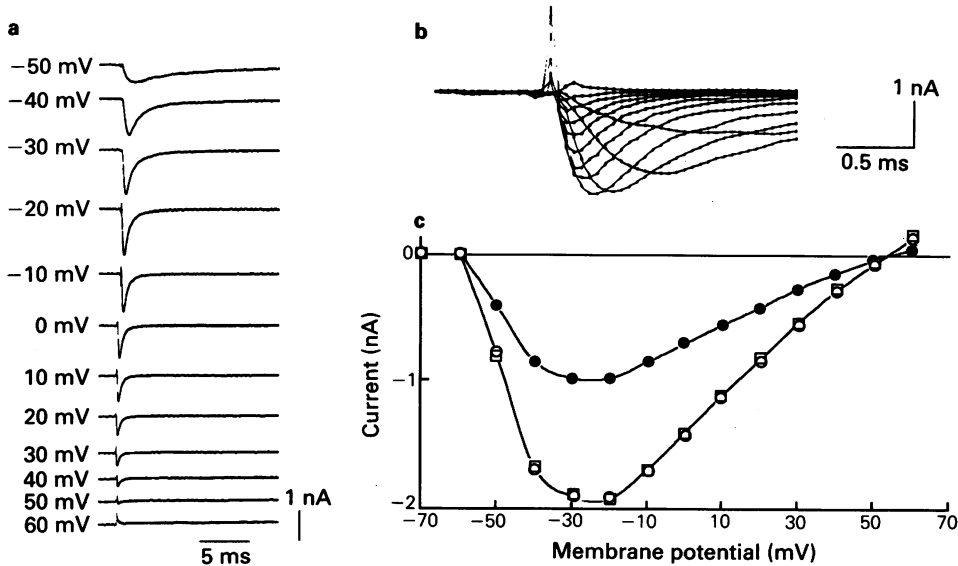 a
−50 mV
−40 mV
−30 mV
−20 mV
−10 mV
0 mV
10 mV
20 mV
30 mV
40 mV
50 mV
60 mV
1 nA
5 ms
b
1 nA
0.5 ms
c
0
−1
−2
Current (nA)
−70 −50 −30 −10 10 30 50 70
Membrane potential (mV)